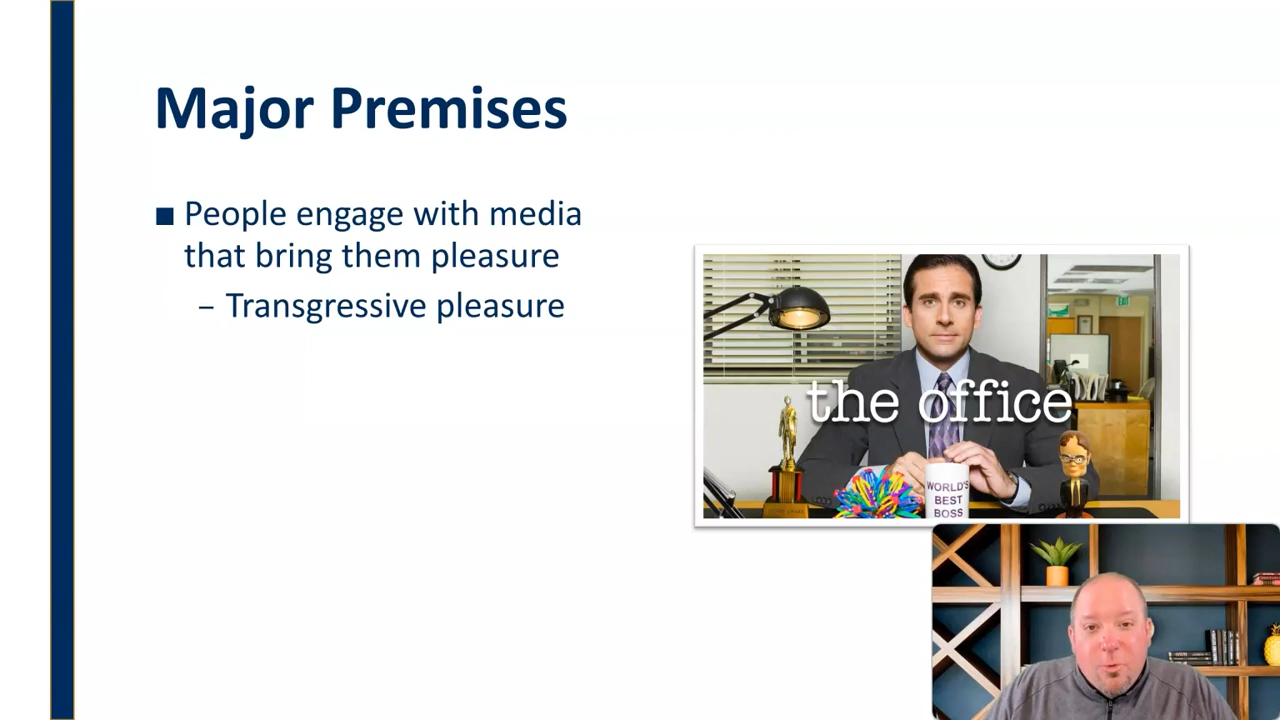 Major Premises
■ People engage with media
that bring them pleasure
– Transgressive pleasure
the office
WORLD'S
BEST
BOSS